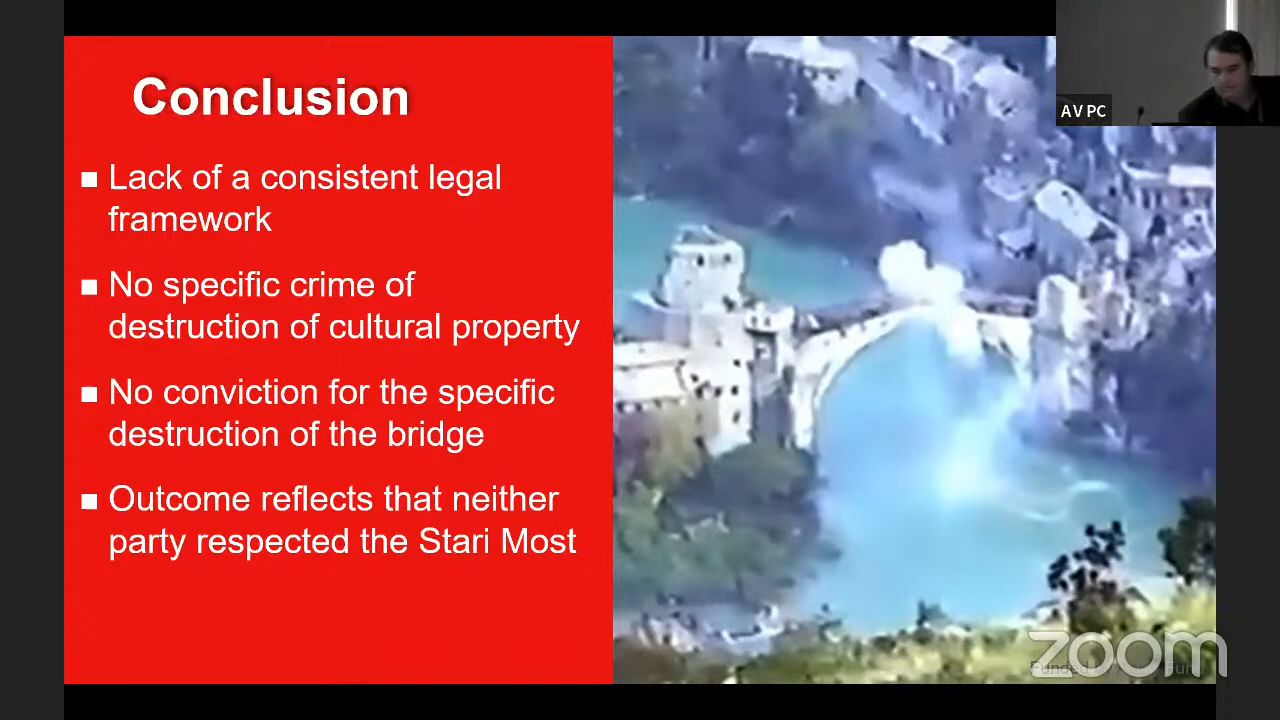 Conclusion
Lack of a consistent legal
framework
No specific crime of
destruction of cultural property
No conviction for the specific
destruction of the bridge
Outcome reflects that neither
party respected the Stari Most
AV PC
Funded
zoom